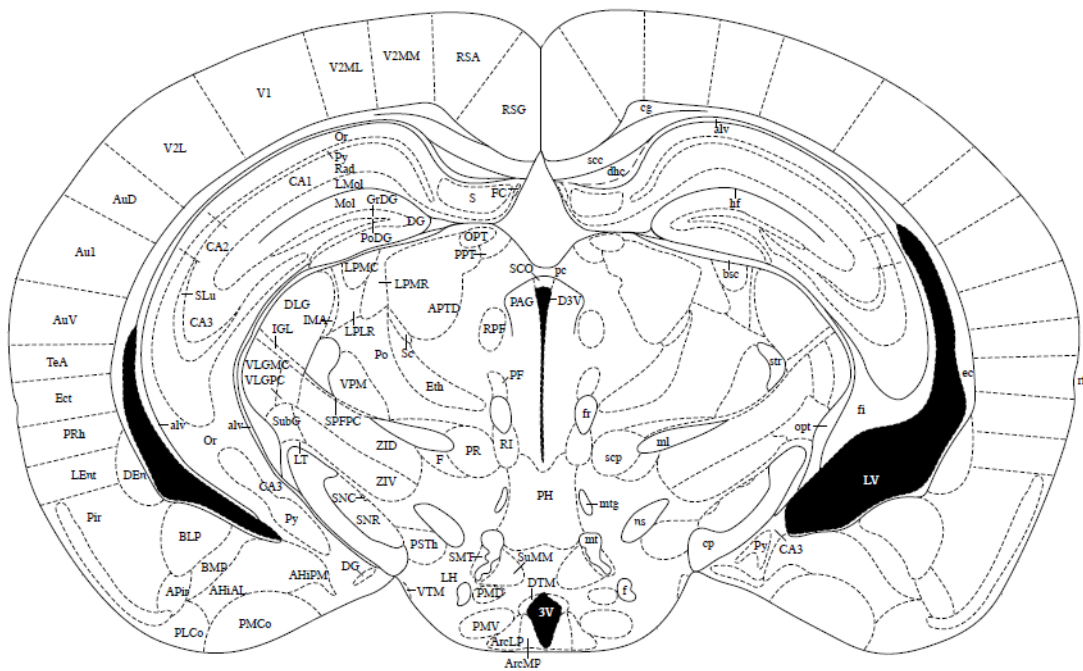 RSA
V2MM
V2ML
V1
RSG
cg
V2L
Or
alv
Py
scc
Rad
dhc
CA1
LMol
AuD
GrDG
S
FC
Mol
hf
DG
Au1
CA2
PoDG
OPT
PPT
LPMC
SCO
pc
bsc
LPMR
SLu
DLG
APTD
PAG
D3V
AuV
CA3
IMA
LPLR
RPF
IGL
Sc
Po
TeA
VLGMC
str
VLGPC
VPM
Eth
PF
ec
Ect
SubG
SPFPC
fr
fi
alv
alv
opt
PRh
Or
ZID
F
PR
RI
ml
LT
scp
LEnt
DEn
CA3
ZIV
LV
SNC
PH
mtg
Pir
Py
SNR
ns
BLP
PSTh
mt
cp
Py
CA3
SMT
SuMM
BMP
DG
AHiPM
LH
DTM
APir
AHiAL
VTM
PMD
f
3V
PLCo
PMCo
PMV
ArcLP
ArcMP